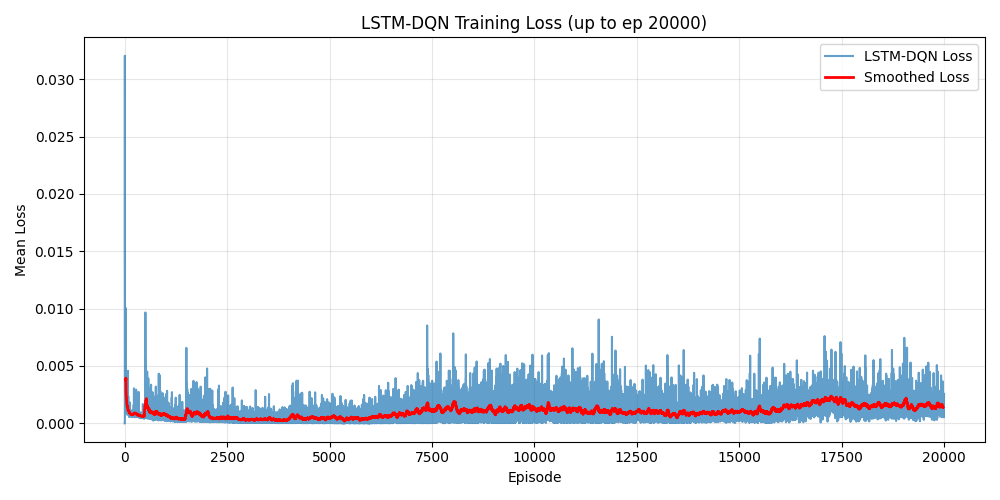 LSTM-DQN Training Loss (up to ep 20000)
LSTM-DQN Loss
Smoothed Loss
Mean Loss
0.030
0.025
0.020
0.015
0.010
0.005
0.000
0 2500 5000 7500 10000 12500 15000 17500 20000
Episode